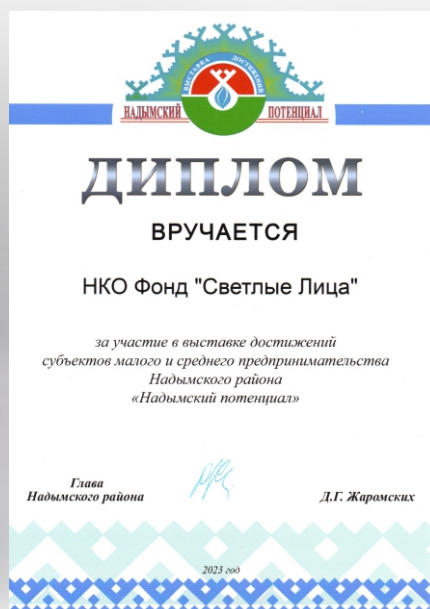 ВЫСТАВКА ДОСТИЖЕНИЙ
НАДЫМСКИЙ ПОТЕНЦИАЛ
ДИПЛОМ
ВРУЧАЕТСЯ
НКО Фонд "Светлые Лица"
за участие в выставке достижений
субъектов малого и среднего предпринимательства
Надымского района
«Надымский потенциал»
Глава
Надымского района
Д.Г. Жаромских
2023 год